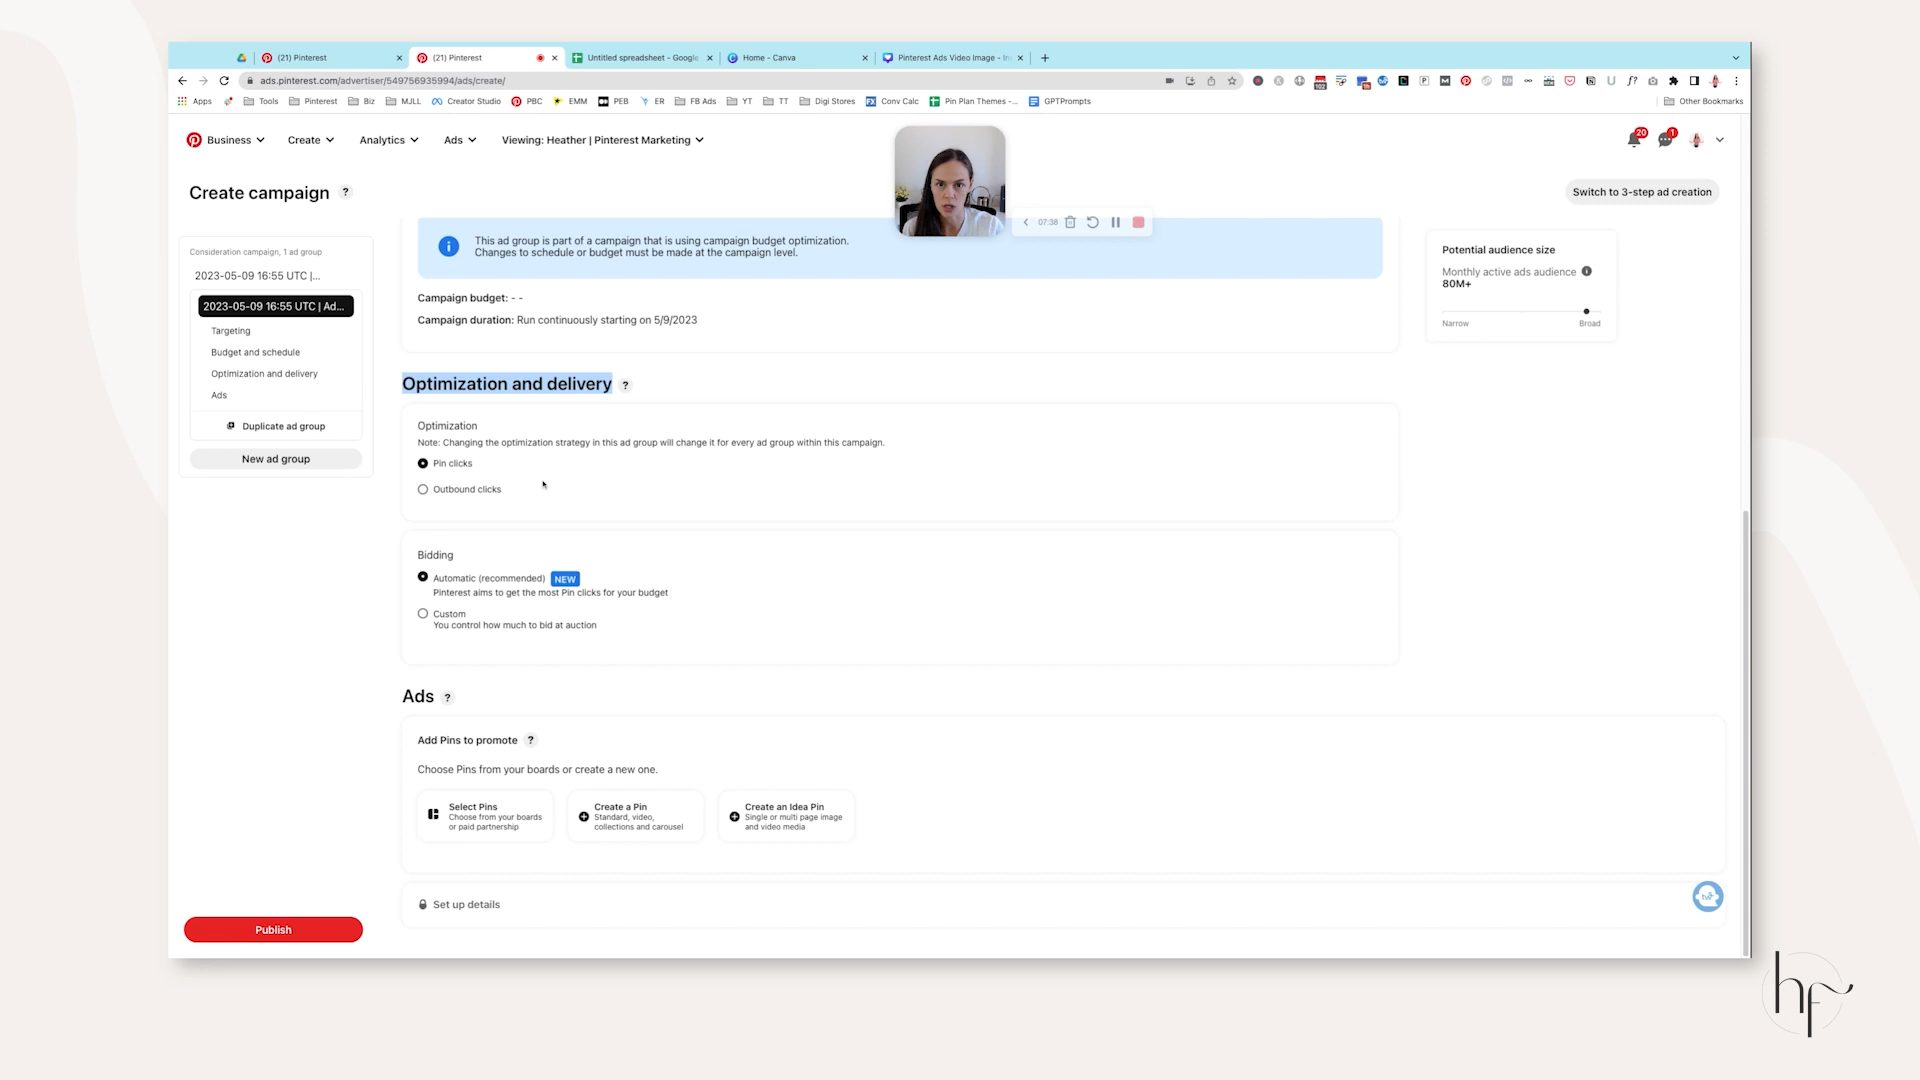 (21) Pinterest
(21) Pinterest
Untitled spreadsheet - Google
Home - Canva
Pinterest Ads Video Image - In
ads.pinterest.com/advertiser/549756935994/ads/create/
Apps
Tools
Pinterest
Biz
MJLL
Creator Studio
PBC
EMM
PEB
ER
FB Ads
YT
TT
Digi Stores
Conv Calc
Pin Plan Themes -...
GPTPrompts
Other Bookmarks
Business
Create
Analytics
Ads
Viewing: Heather | Pinterest Marketing
20
1
Create campaign ?
Switch to 3-step ad creation
07:38
Consideration campaign, 1 ad group
2023-05-09 16:55 UTC |...
2023-05-09 16:55 UTC | Ad...
Targeting
Budget and schedule
Optimization and delivery
Ads
Duplicate ad group
New ad group
Publish
This ad group is part of a campaign that is using campaign budget optimization.
Changes to schedule or budget must be made at the campaign level.
Campaign budget: - -
Campaign duration: Run continuously starting on 5/9/2023
Optimization and delivery ?
Optimization
Note: Changing the optimization strategy in this ad group will change it for every ad group within this campaign.
Pin clicks
Outbound clicks
Bidding
Automatic (recommended) NEW
Pinterest aims to get the most Pin clicks for your budget
Custom
You control how much to bid at auction
Ads ?
Add Pins to promote ?
Choose Pins from your boards or create a new one.
Select Pins
Choose from your boards
or paid partnership
Create a Pin
Standard, video,
collections and carousel
Create an Idea Pin
Single or multi page image
and video media
Set up details
Potential audience size
Monthly active ads audience
80M+
Narrow
Broad
hf